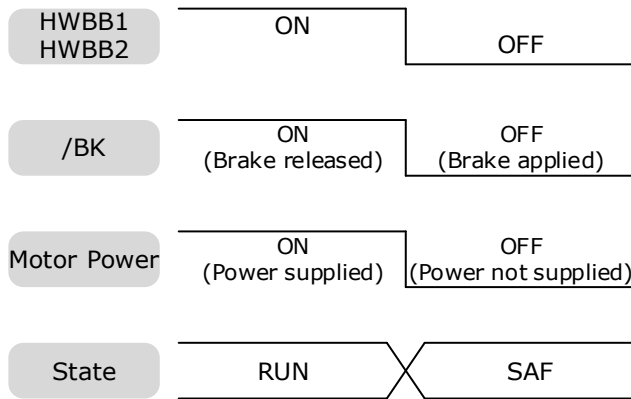 HWBB1
HWBB2
ON
OFF
/BK
ON
(Brake released)
OFF
(Brake applied)
Motor Power
ON
(Power supplied)
OFF
(Power not supplied)
State
RUN
SAF